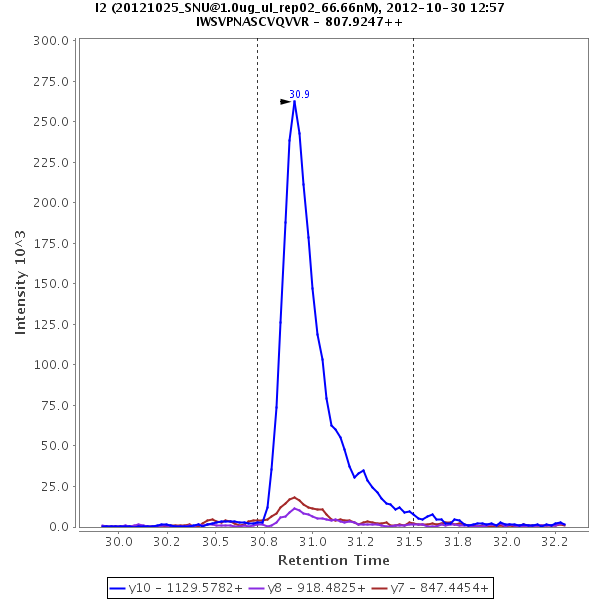 I2 (20121025_SNU@1.0ug_ul_rep02_66.66nM), 2012-10-30 12:57
IWSVPNASCVQVVR - 807.9247++
300.0
275.0
250.0
225.0
200.0
175.0
150.0
125.0
100.0
75.0
50.0
25.0
0.0
Intensity 10^3
30.9
30.0 30.2 30.5 30.8 31.0 31.2 31.5 31.8 32.0 32.2
Retention Time
y10 - 1129.5782+ y8 - 918.4825+ y7 - 847.4454+